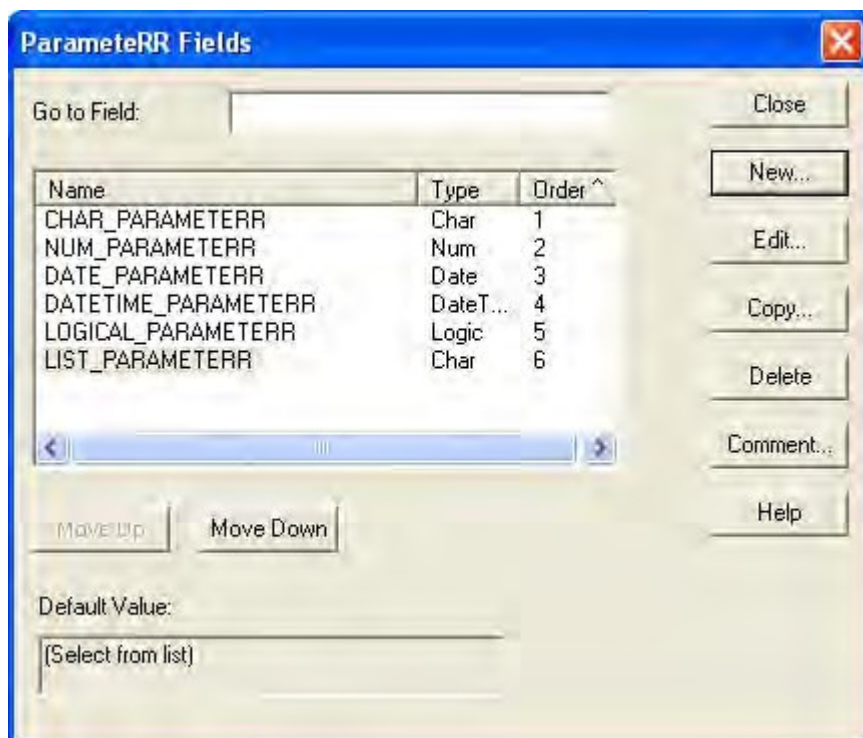 ParameteRR Fields
Go to Field:
Close
New...
Edit...
Copy...
Delete
Comment...
Help
Name Type Order ^
CHAR_PARAMETERR Char 1
NUM_PARAMETERR Num 2
DATE_PARAMETERR Date 3
DATETIME_PARAMETERR DateT... 4
LOGICAL_PARAMETERR Logic 5
LIST_PARAMETERR Char 6
Move Up Move Down
Default Value:
(Select from list)